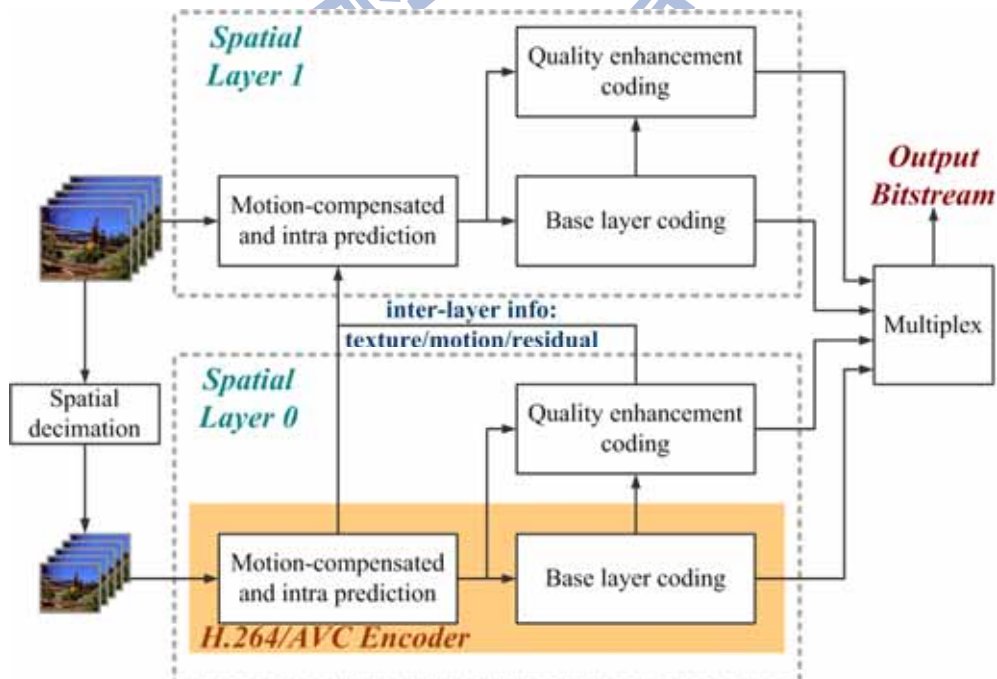 Spatial
Layer 1
Quality enhancement
coding
Motion-compensated
and intra prediction
Base layer coding
Output
Bitstream
Multiplex
inter-layer info:
texture/motion/residual
Spatial
decimation
Spatial
Layer 0
Quality enhancement
coding
Motion-compensated
and intra prediction
Base layer coding
H.264/AVC Encoder